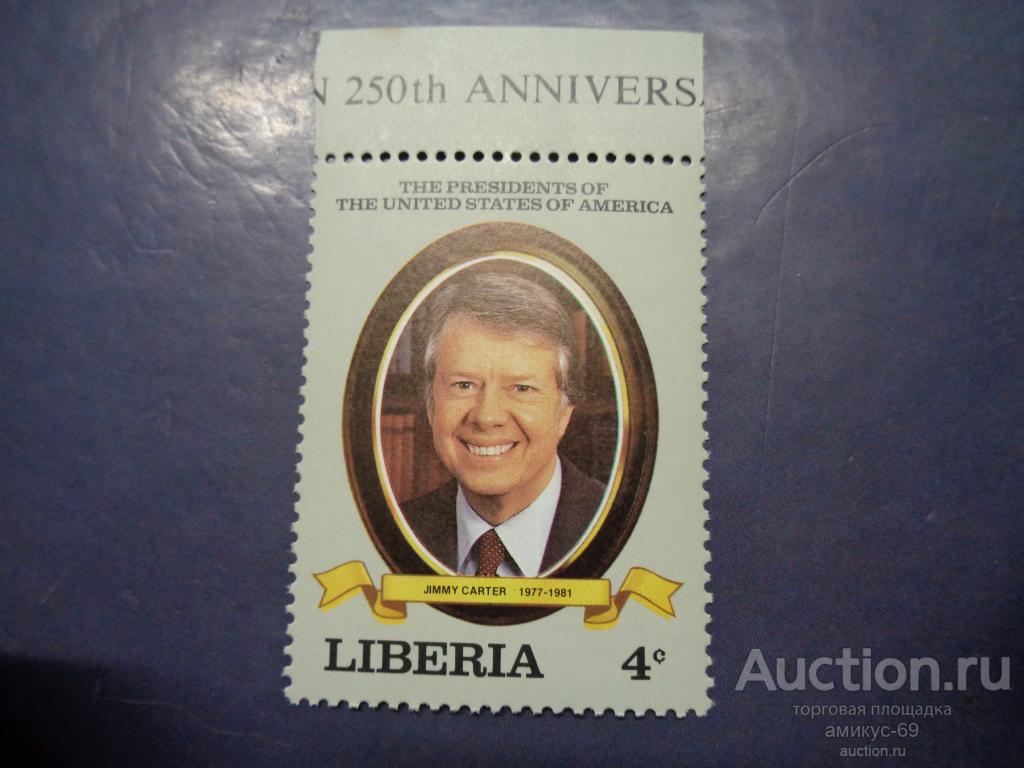 N 250th ANNIVERSA
THE PRESIDENTS OF
THE UNITED STATES OF AMERICA
JIMMY CARTER 1977-1981
LIBERIA 4¢
Auction.ru
торговая площадка
амикус-69
auction.ru